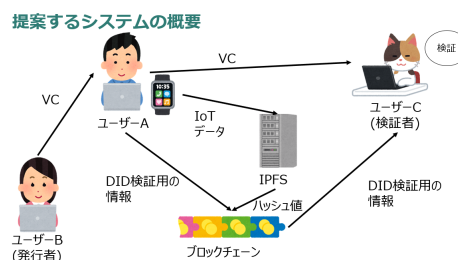 提案するシステムの概要
検証
VC
VC
10:35
ユーザーA
IoT
データ
ユーザーC
(検証者)
DID検証用の
情報
IPFS
DID検証用の
情報
ハッシュ値
ユーザーB
(発行者)
ブロックチェーン